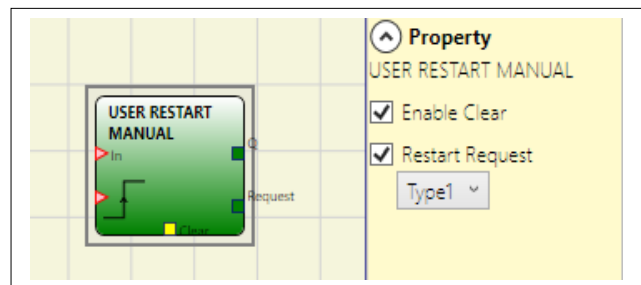 USER RESTART
MANUAL
In
Q
Request
Clear
Property
USER RESTART MANUAL
Enable Clear
Restart Request
Type1